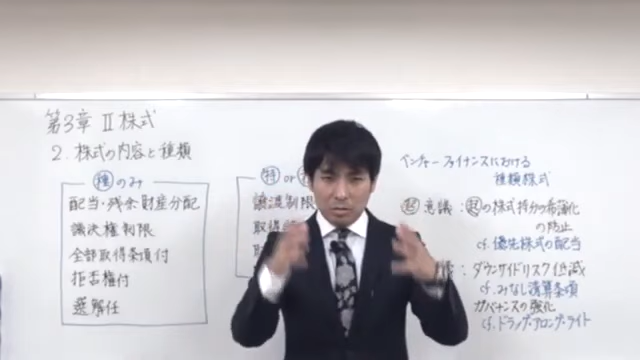 第3章 Ⅱ 株式
2. 株式の内容と種類
種のみ
配当・残余財産分配
議決権制限
全部取得条項付
拒否権付
選解任
特 or
譲渡制限
取得
取
ベンチャーファイナンスにおける
種類株式
起 意義：起の株式持分の希薄化
の防止
cf. 優先株式の配当
ダウンサイドリスク低減
cf. みなし清算条項
ガバナンスの強化
cf. ドラッグ・アロング・ライト